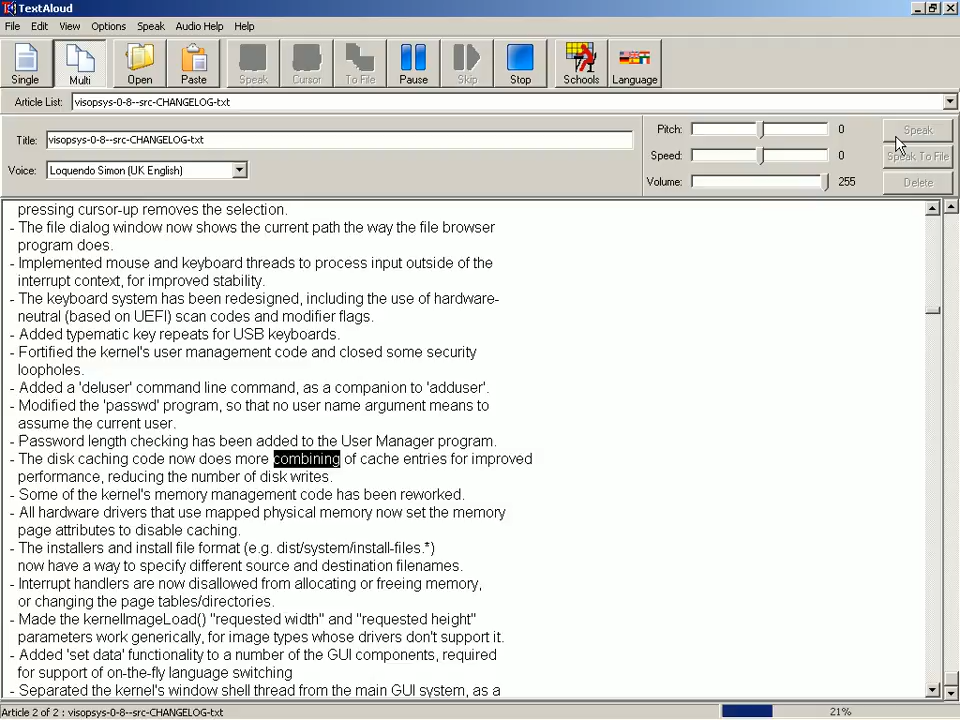 TextAloud
File Edit View Options Speak Audio Help Help
Single Multi Open Paste Speak Cursor To File Pause Skip Stop Schools Language
Article List: visopsys-0-8--src-CHANGELOG-txt
Title: visopsys-0-8--src-CHANGELOG-txt
Voice: Loquendo Simon (UK English)
Pitch: 0 Speak
Speed: 0 Speak To File
Volume: 255 Delete
pressing cursor-up removes the selection.
- The file dialog window now shows the current path the way the file browser
program does.
- Implemented mouse and keyboard threads to process input outside of the
interrupt context, for improved stability.
- The keyboard system has been redesigned, including the use of hardware-
neutral (based on UEFI) scan codes and modifier flags.
- Added typematic key repeats for USB keyboards.
- Fortified the kernel's user management code and closed some security
loopholes.
- Added a 'deluser' command line command, as a companion to 'adduser'.
- Modified the 'passwd' program, so that no user name argument means to
assume the current user.
- Password length checking has been added to the User Manager program.
- The disk caching code now does more combining of cache entries for improved
performance, reducing the number of disk writes.
- Some of the kernel's memory management code has been reworked.
- All hardware drivers that use mapped physical memory now set the memory
page attributes to disable caching.
- The installers and install file format (e.g. dist/system/install-files.*)
now have a way to specify different source and destination filenames.
- Interrupt handlers are now disallowed from allocating or freeing memory,
or changing the page tables/directories.
- Made the kernelImageLoad() "requested width" and "requested height"
parameters work generically, for image types whose drivers don't support it.
- Added 'set data' functionality to a number of the GUI components, required
for support of on-the-fly language switching
- Separated the kernel's window shell thread from the main GUI system, as a
Article 2 of 2 : visopsys-0-8--src-CHANGELOG-txt 21%